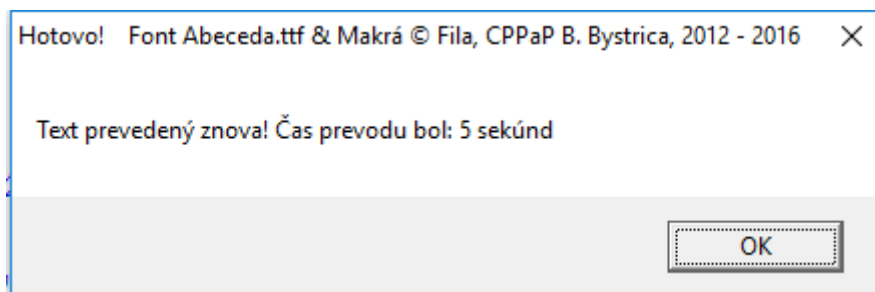 Hotovo! Font Abeceda.ttf & Makrá © Fila, CPPaP B. Bystrica, 2012 - 2016
Text prevedený znova! Čas prevodu bol: 5 sekúnd
OK